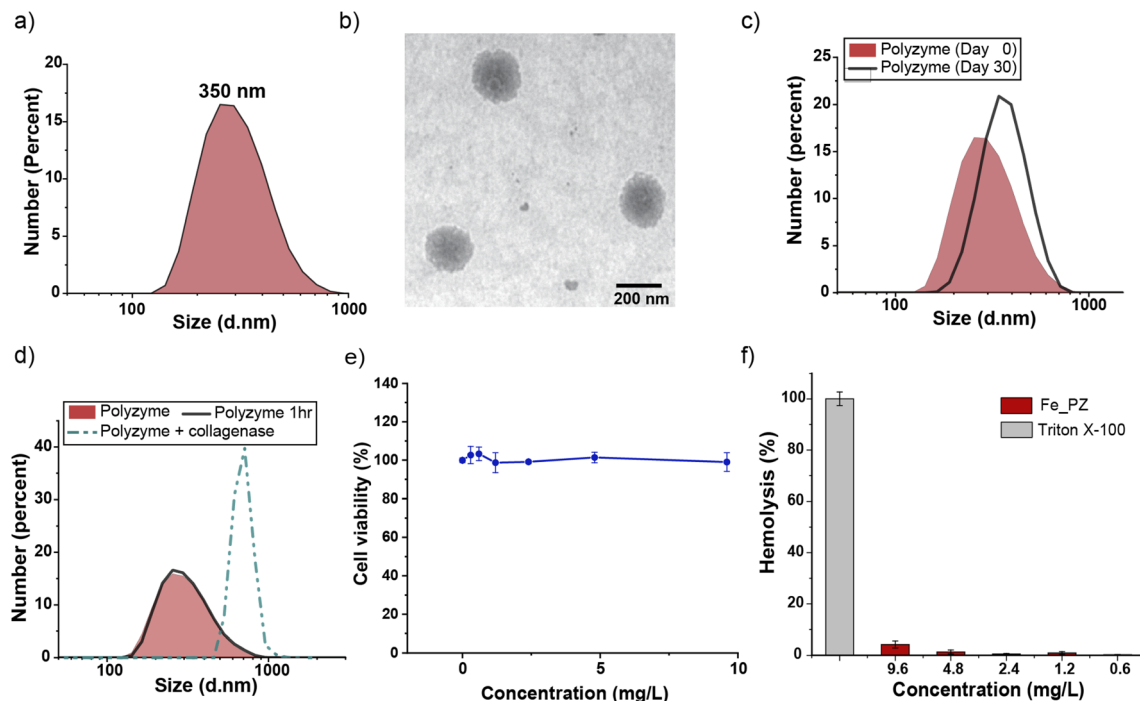 a)
350 nm
20
15
10
5
0
100
1000
Number (Percent)
Size (d.nm)
b)
200 nm
c)
Polyzyme (Day 0)
Polyzyme (Day 30)
25
20
15
10
5
0
100
1000
Number (percent)
Size (d.nm)
d)
Polyzyme
Polyzyme 1hr
Polyzyme + collagenase
40
30
20
10
0
100
1000
Number (percent)
Size (d.nm)
e)
140
120
100
80
60
40
20
0
0
5
10
Cell viability (%)
Concentration (mg/L)
f)
Fe_PZ
Triton X-100
100
80
60
40
20
0
9.6
4.8
2.4
1.2
0.6
Hemolysis (%)
Concentration (mg/L)